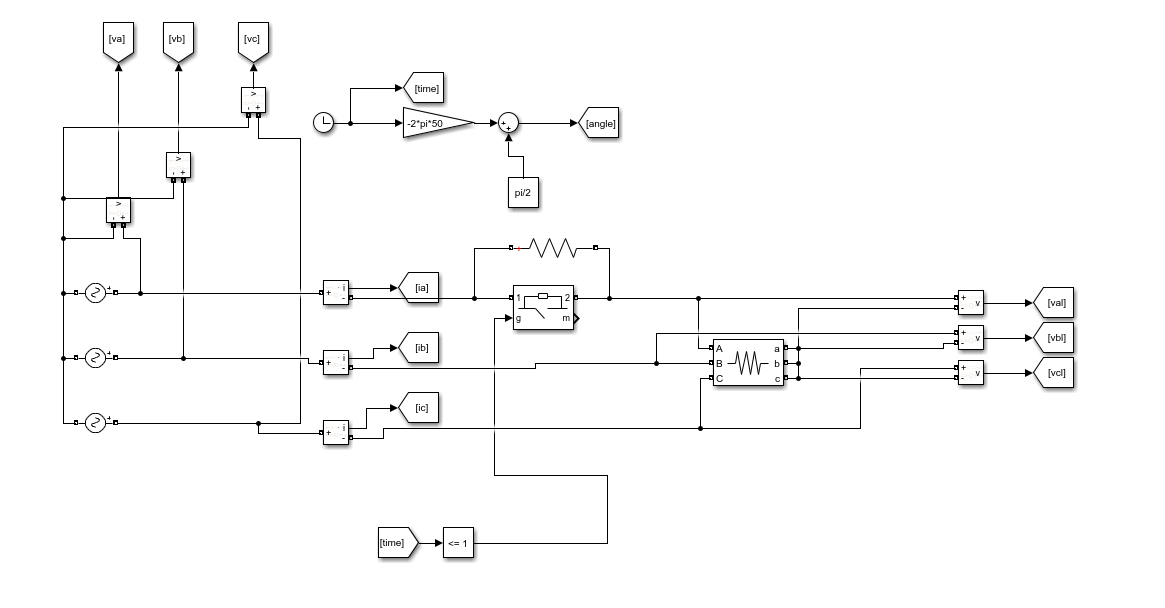 [va]
[vb]
[vc]
>
- +
[time]
-2*pi*50
+
+
[angle]
>
- +
pi/2
>
- +
+
+ i
-
[ia]
1 2
g m
+
- v
[val]
+
+ i
-
[ib]
+
- v
[vbl]
A a
B b
C c
+
- v
[vcl]
+
+ i
-
[ic]
[time]
<= 1